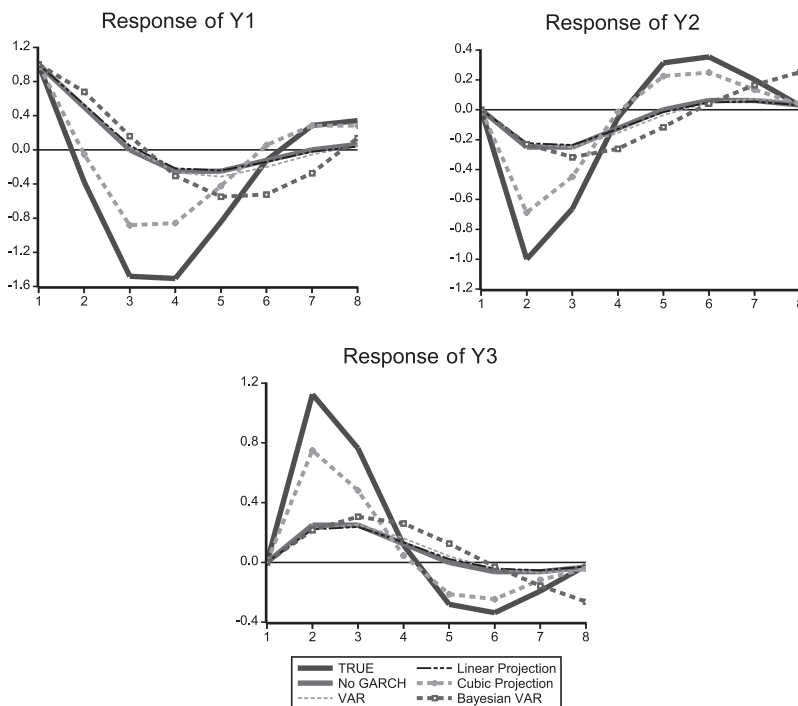 Response of Y1
1.2
0.8
0.4
0.0
-0.4
-0.8
-1.2
-1.6
1 2 3 4 5 6 7 8
Response of Y2
0.4
0.2
0.0
-0.2
-0.4
-0.6
-0.8
-1.0
-1.2
1 2 3 4 5 6 7 8
Response of Y3
1.2
0.8
0.4
0.0
-0.4
1 2 3 4 5 6 7 8
TRUE
No GARCH
VAR
Linear Projection
Cubic Projection
Bayesian VAR